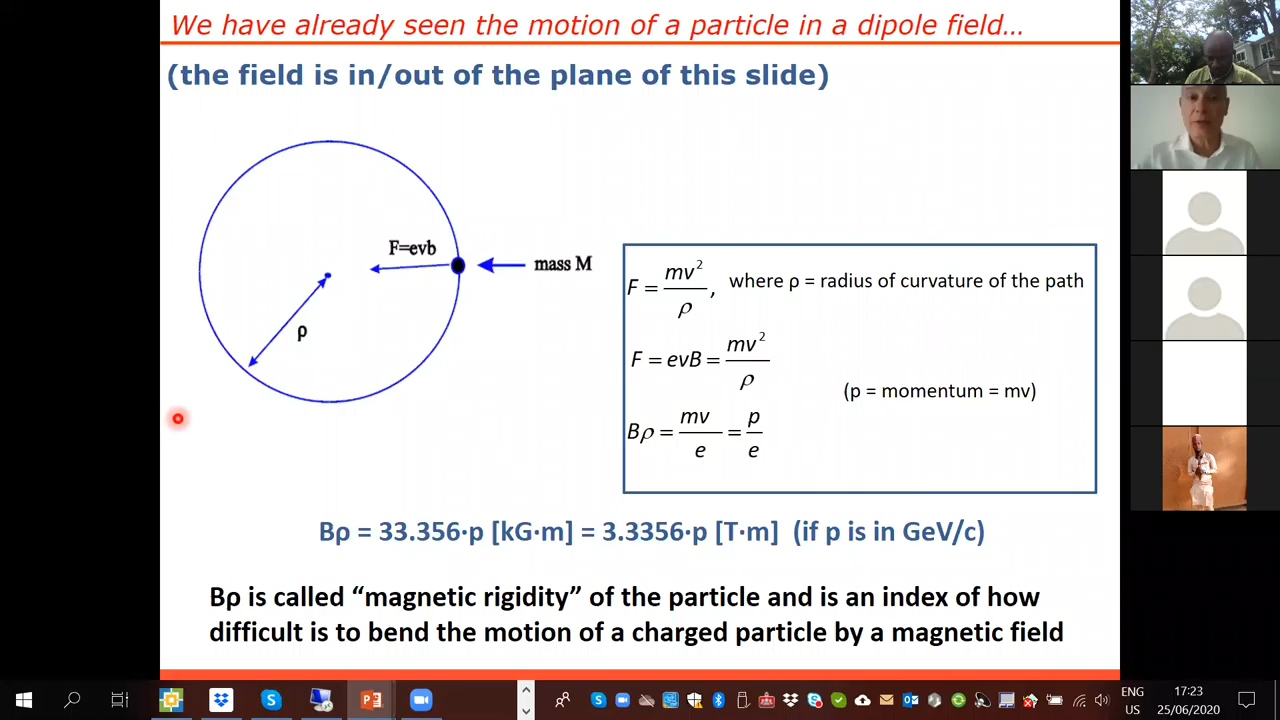 We have already seen the motion of a particle in a dipole field…
(the field is in/out of the plane of this slide)
F=evb
mass M
ρ
F = mv²/ρ, where ρ = radius of curvature of the path
F = evB = mv²/ρ
(p = momentum = mv)
Bρ = mv/e = p/e
Bρ = 33.356·p [kG·m] = 3.3356·p [T·m] (if p is in GeV/c)
Bρ is called “magnetic rigidity” of the particle and is an index of how
difficult is to bend the motion of a charged particle by a magnetic field
ENG
US
17:23
25/06/2020